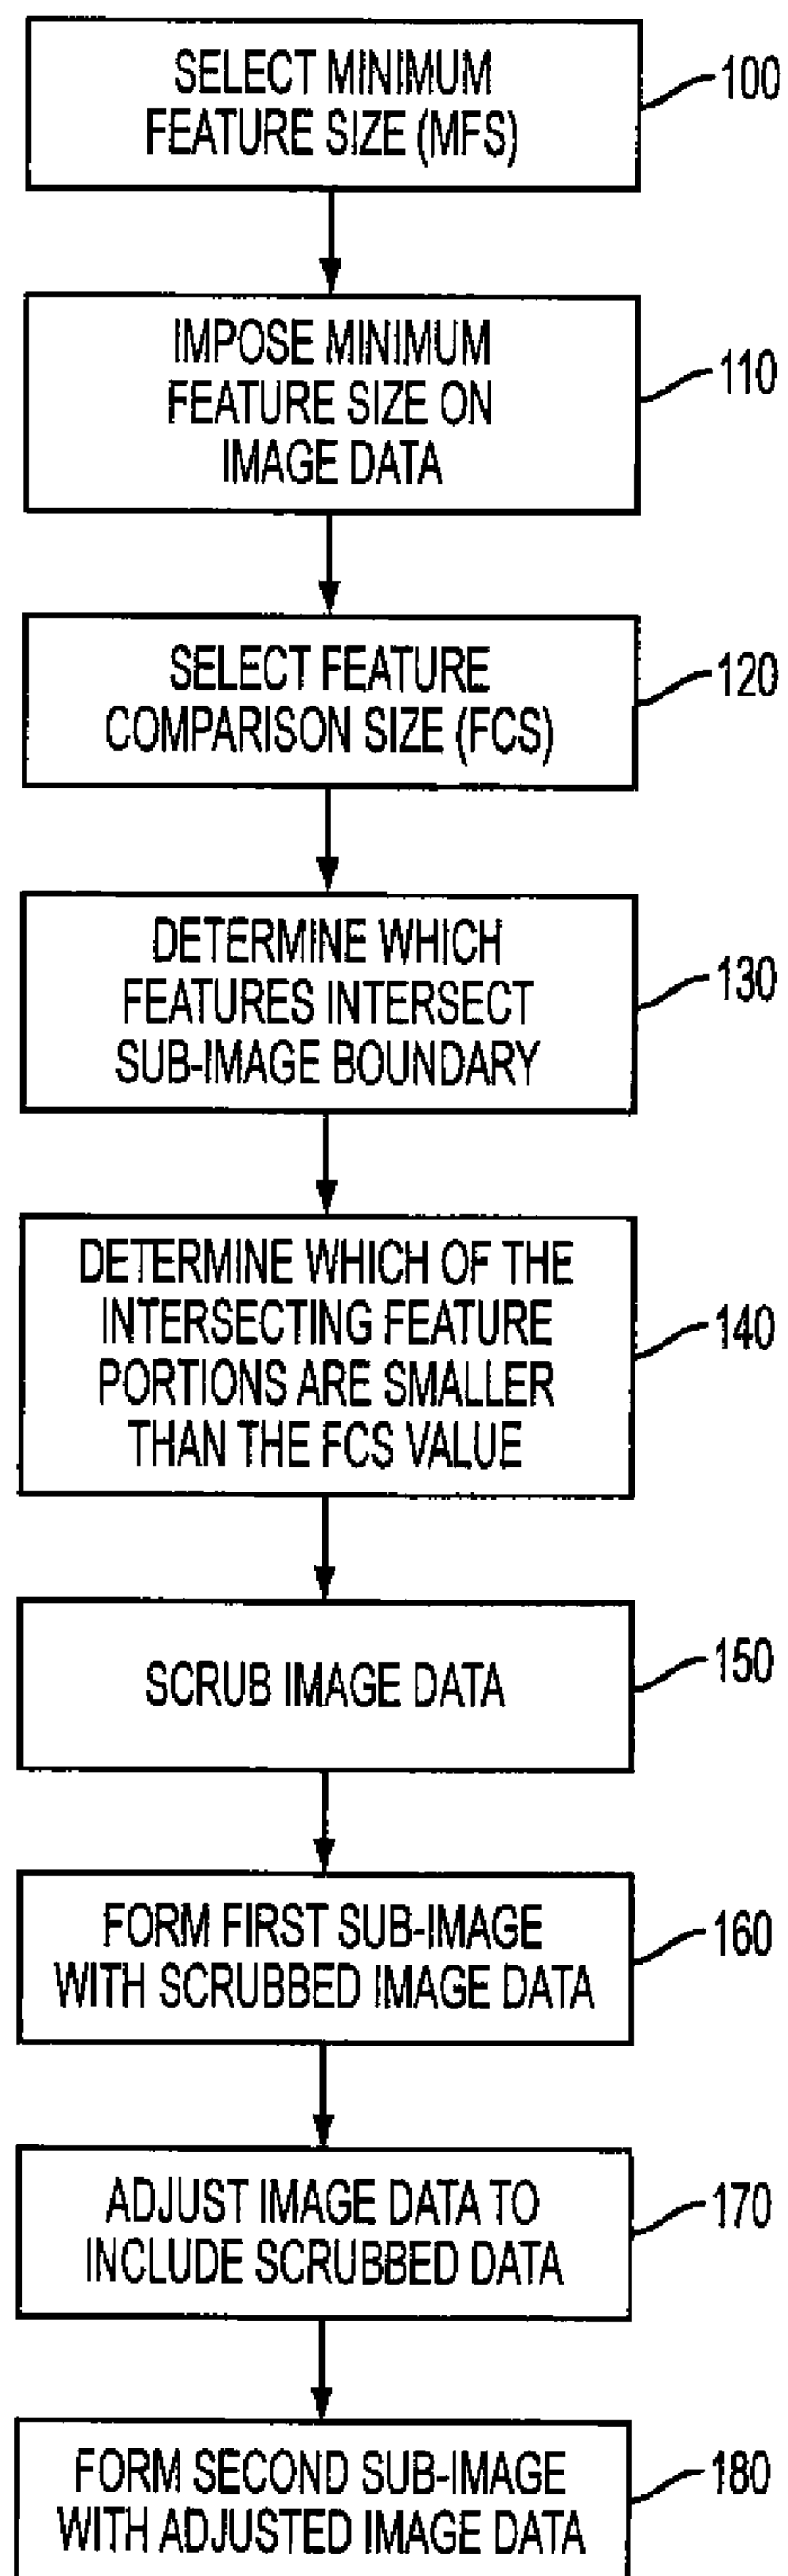 SELECT MINIMUM
FEATURE SIZE (MFS)
100
IMPOSE MINIMUM
FEATURE SIZE ON
IMAGE DATA
110
SELECT FEATURE
COMPARISON SIZE (FCS)
120
DETERMINE WHICH
FEATURES INTERSECT
SUB-IMAGE BOUNDARY
130
DETERMINE WHICH OF THE
INTERSECTING FEATURE
PORTIONS ARE SMALLER
THAN THE FCS VALUE
140
SCRUB IMAGE DATA
150
FORM FIRST SUB-IMAGE
WITH SCRUBBED IMAGE DATA
160
ADJUST IMAGE DATA TO
INCLUDE SCRUBBED DATA
170
FORM SECOND SUB-IMAGE
WITH ADJUSTED IMAGE DATA
180